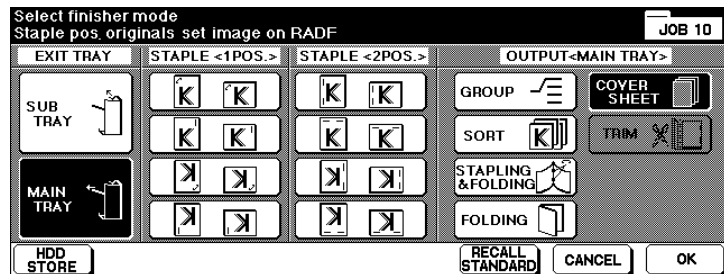 Select finisher mode
Staple pos. originals set image on RADF
JOB 10
EXIT TRAY
STAPLE <1POS.>
STAPLE <2POS.>
OUTPUT<MAIN TRAY>
SUB
TRAY
MAIN
TRAY
K K
K K
K K
K K
K K
K K
K K
K K
GROUP
COVER
SHEET
SORT
K
TRIM
STAPLING
&FOLDING
FOLDING
HDD
STORE
RECALL
STANDARD
CANCEL
OK